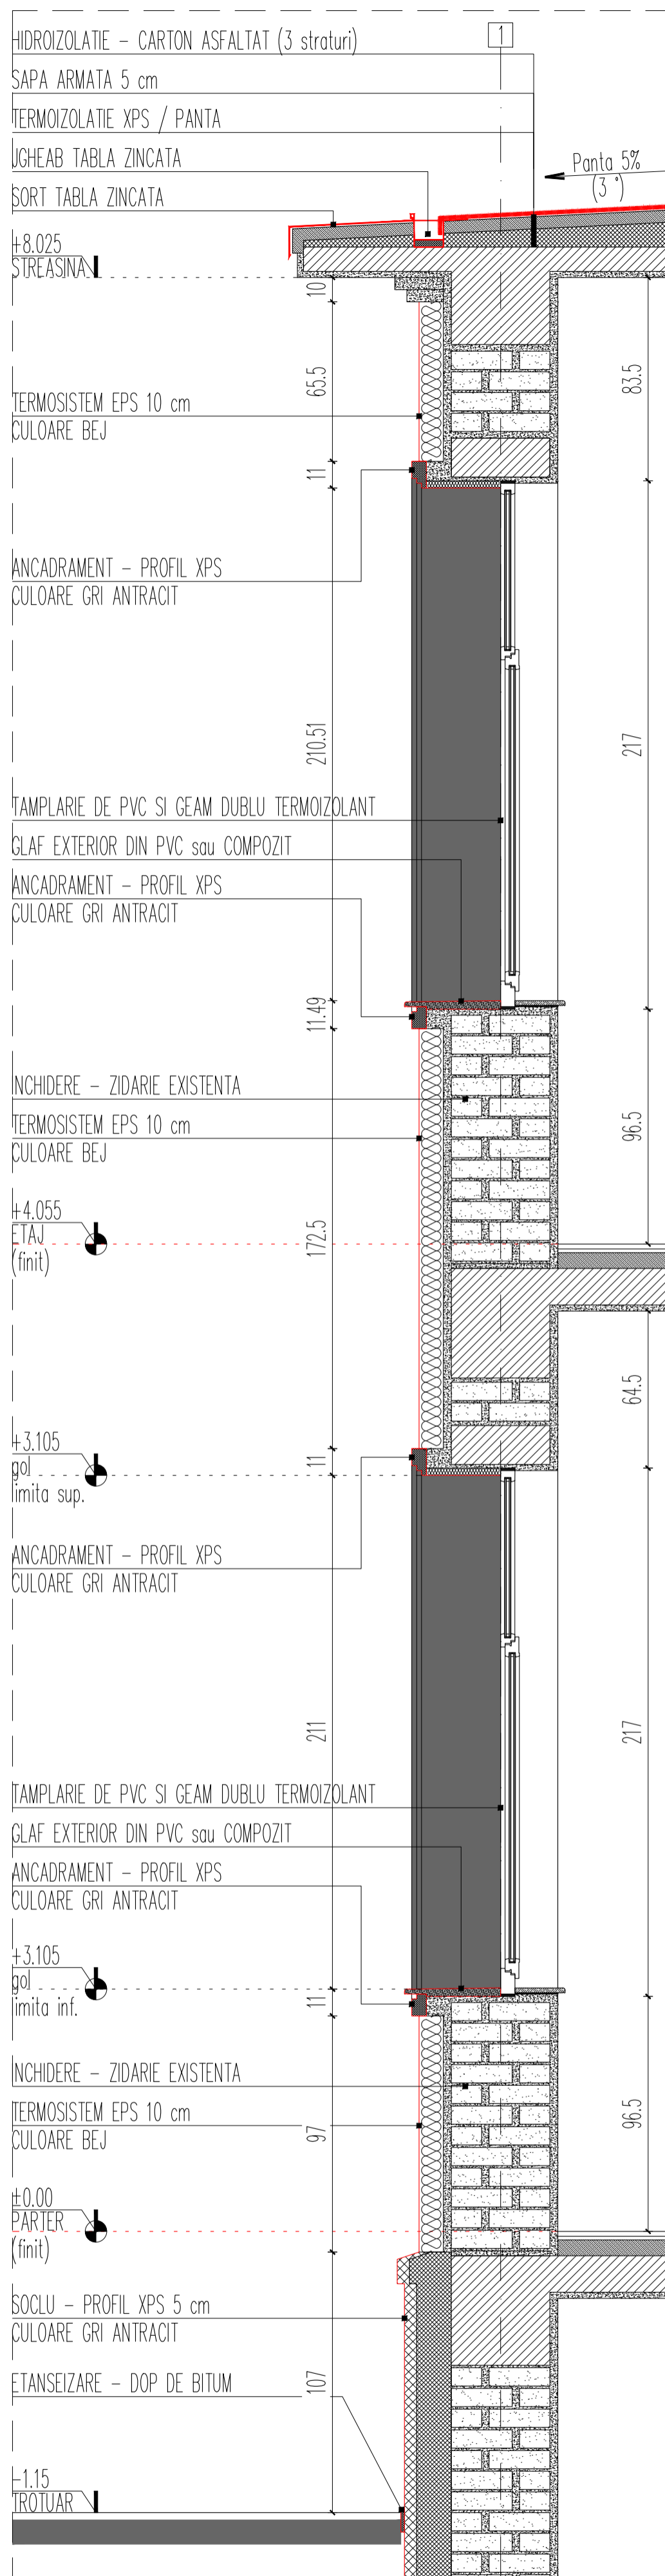 HIDROIZOLATIE – CARTON ASFALTAT (3 straturi)
1
SAPA ARMATA 5 cm
TERMOIZOLATIE XPS / PANTA
JGHEAB TABLA ZINCATA
Panta 5%
(3°)
SORT TABLA ZINCATA
+8.025
STREASINA
10
65.5
83.5
TERMOSISTEM EPS 10 cm
CULOARE BEJ
11
ANCADRAMENT – PROFIL XPS
CULOARE GRI ANTRACIT
210.51
217
TAMPLARIE DE PVC SI GEAM DUBLU TERMOIZOLANT
GLAF EXTERIOR DIN PVC sau COMPOZIT
ANCADRAMENT – PROFIL XPS
CULOARE GRI ANTRACIT
11.49
INCHIDERE – ZIDARIE EXISTENTA
TERMOSISTEM EPS 10 cm
CULOARE BEJ
96.5
+4.055
ETAJ
(finit)
172.5
64.5
+3.105
gol
limita sup.
11
ANCADRAMENT – PROFIL XPS
CULOARE GRI ANTRACIT
211
217
TAMPLARIE DE PVC SI GEAM DUBLU TERMOIZOLANT
GLAF EXTERIOR DIN PVC sau COMPOZIT
ANCADRAMENT – PROFIL XPS
CULOARE GRI ANTRACIT
+3.105
gol
limita inf.
11
INCHIDERE – ZIDARIE EXISTENTA
TERMOSISTEM EPS 10 cm
CULOARE BEJ
97
96.5
±0.00
PARTER
(finit)
SOCLU – PROFIL XPS 5 cm
CULOARE GRI ANTRACIT
ETANSEIZARE – DOP DE BITUM
107
-1.15
TROTUAR